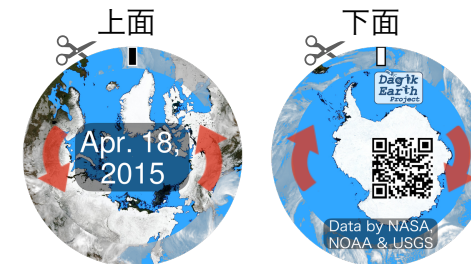 上面
下面
Apr. 18,
2015
Dagik
Earth
Project
Data by NASA,
NOAA & USGS